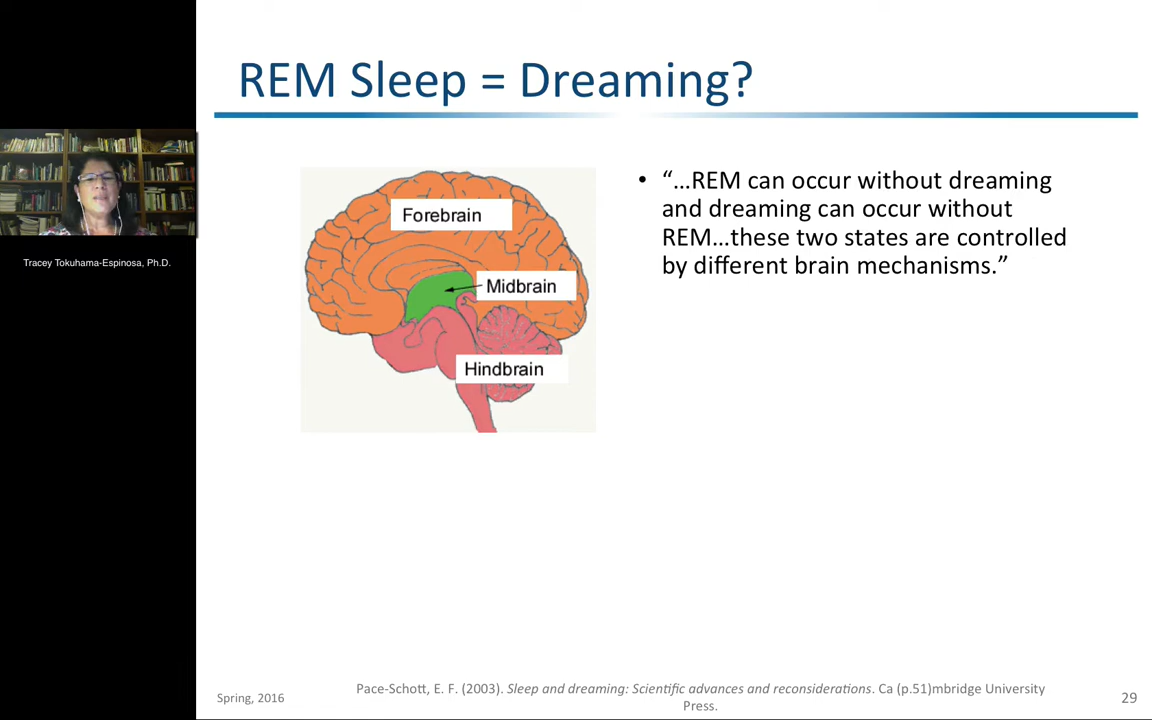 REM Sleep = Dreaming?
Forebrain
Midbrain
Hindbrain
• “…REM can occur without dreaming
and dreaming can occur without
REM…these two states are controlled
by different brain mechanisms.”
Tracey Tokuhama-Espinosa, Ph.D.
Spring, 2016
Pace-Schott, E. F. (2003). Sleep and dreaming: Scientific advances and reconsiderations. Ca (p.51)mbridge University
Press.
29